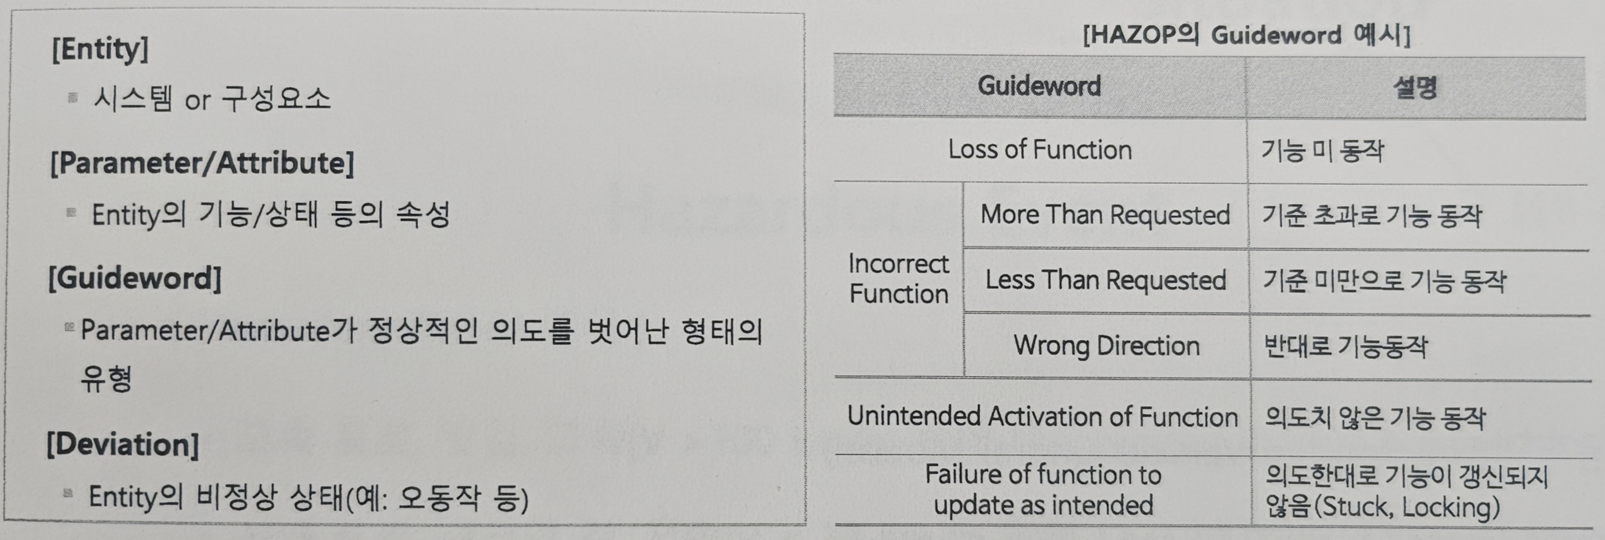 [Entity]
시스템 or 구성요소
[Parameter/Attribute]
Entity의 기능/상태 등의 속성
[Guideword]
Parameter/Attribute가 정상적인 의도를 벗어난 형태의
유형
[Deviation]
Entity의 비정상 상태(예: 오동작 등)
[HAZOP의 Guideword 예시]
Guideword 설명
Loss of Function 기능 미 동작
Incorrect
Function
More Than Requested 기준 초과로 기능 동작
Less Than Requested 기준 미만으로 기능 동작
Wrong Direction 반대로 기능동작
Unintended Activation of Function 의도치 않은 기능 동작
Failure of function to
update as intended
의도한대로 기능이 갱신되지
않음(Stuck, Locking)